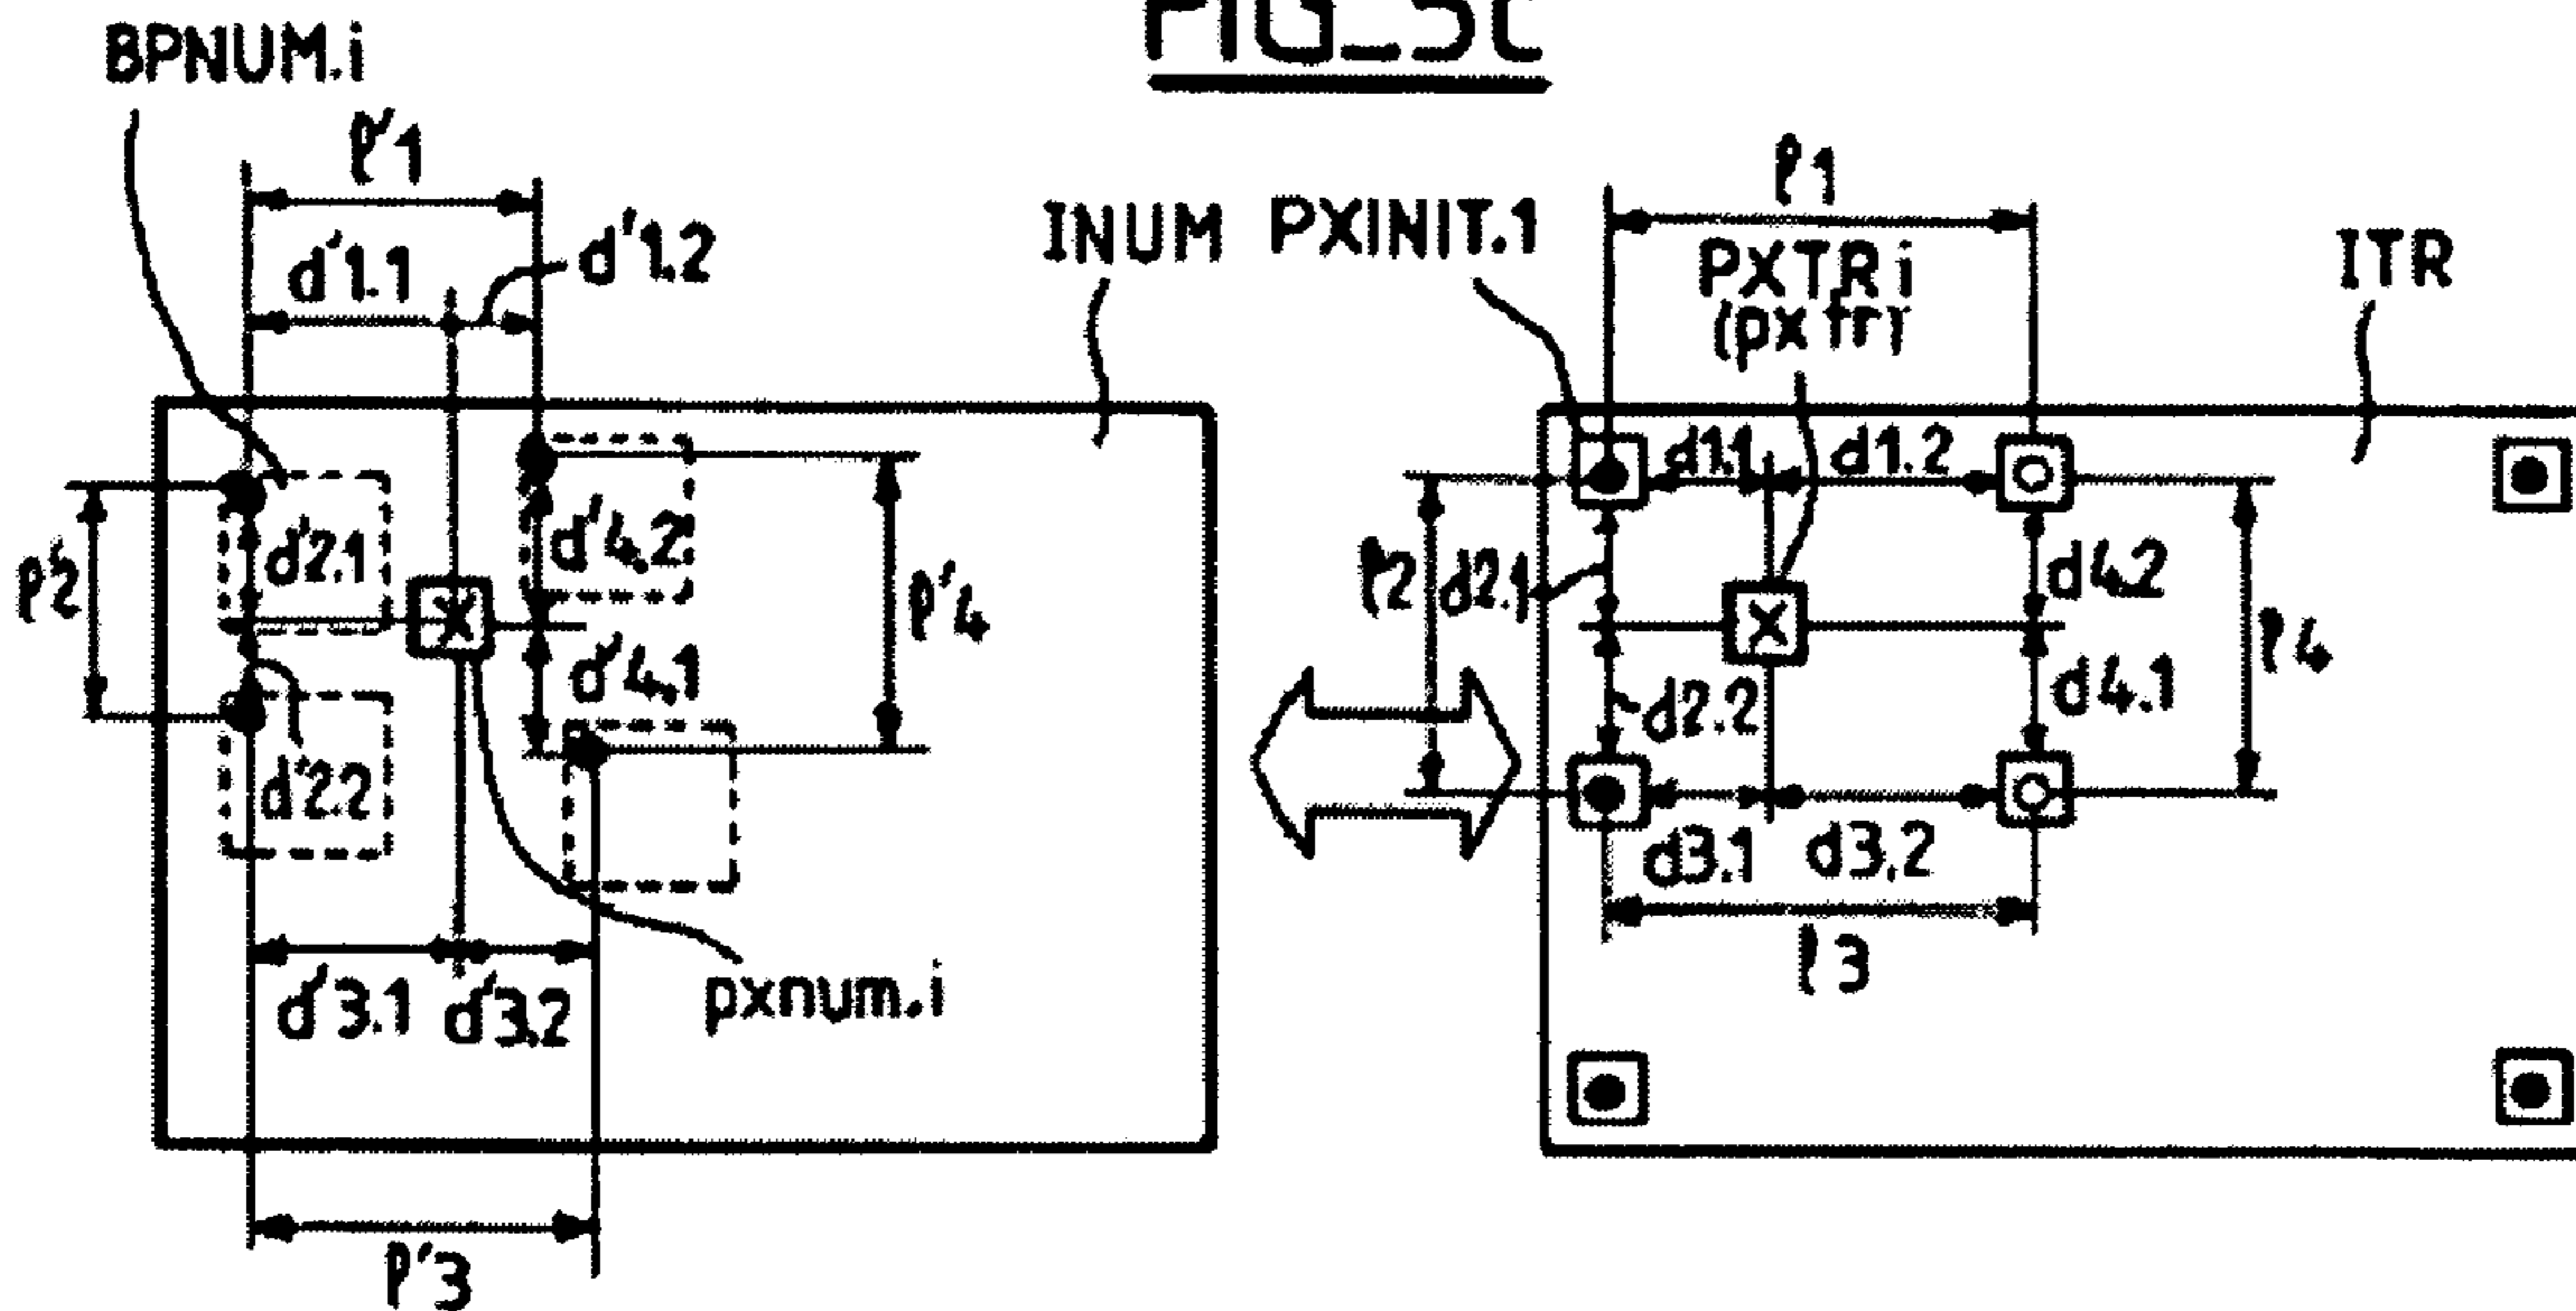 FIG_5c
BPNUM.i
ℓ'1
d'1.1
d'1.2
INUM
PXINIT.1
ℓ1
PXTRi
(pxtr)
ITR
ℓ'2
d'2.1
d'4.2
ℓ'4
d'4.1
d'2.2
d'3.1
d'3.2
pxnum.i
ℓ'3
d1.1
d1.2
ℓ2
d2.1
X
X
d4.2
ℓ4
d2.2
d4.1
d3.1
d3.2
ℓ3